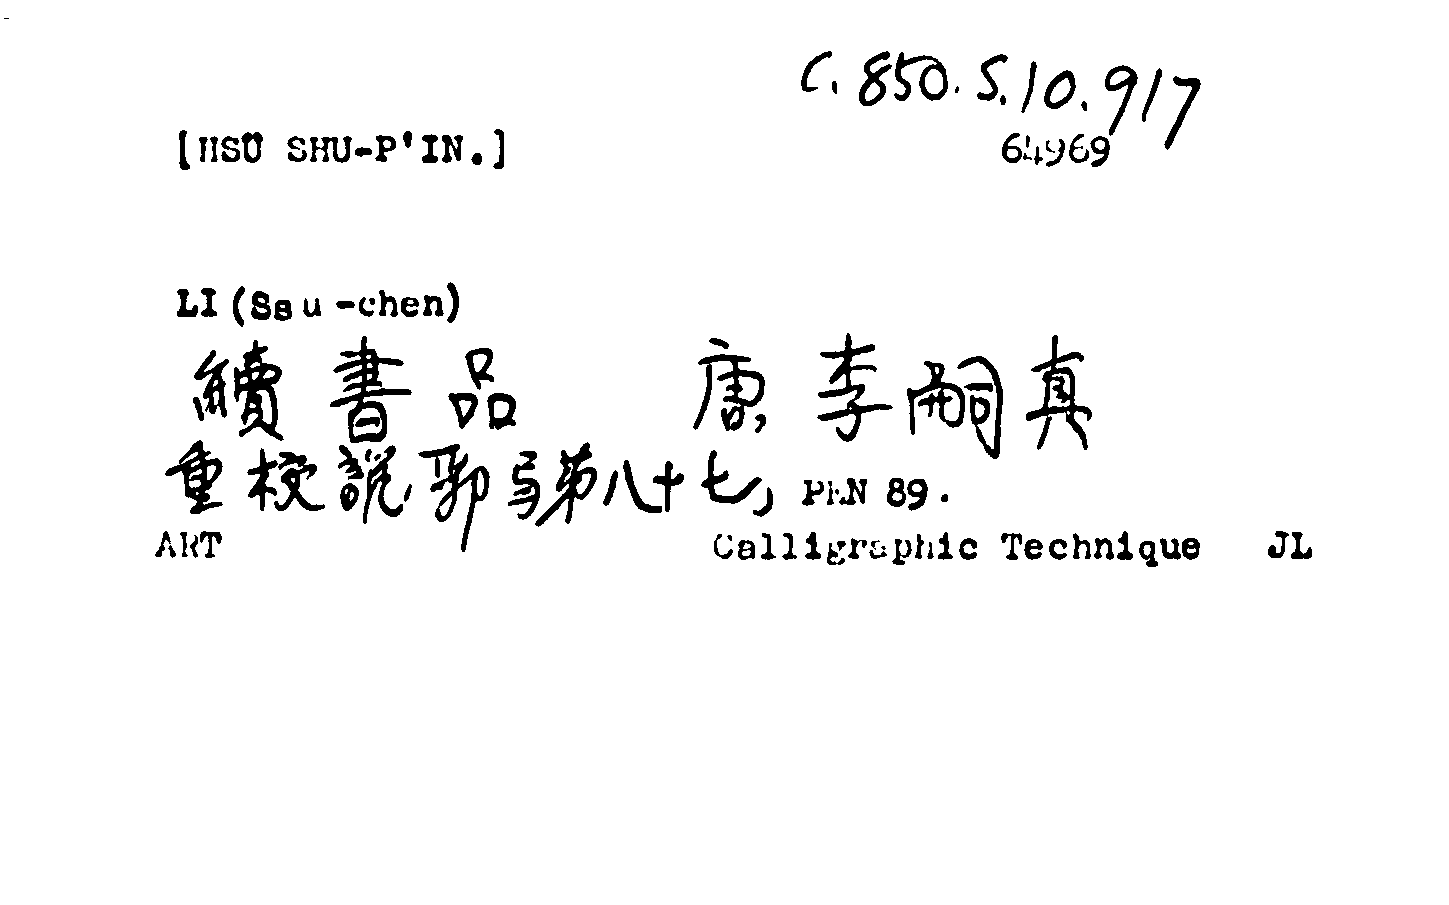 C.850.S.10.917
[HSÜ SHU-P'IN.] 64969
LI (Ssu-chen)
續書品 唐 李嗣真
重校說郛弓第八十七, PEN 89.
ART Calligraphic Technique JL